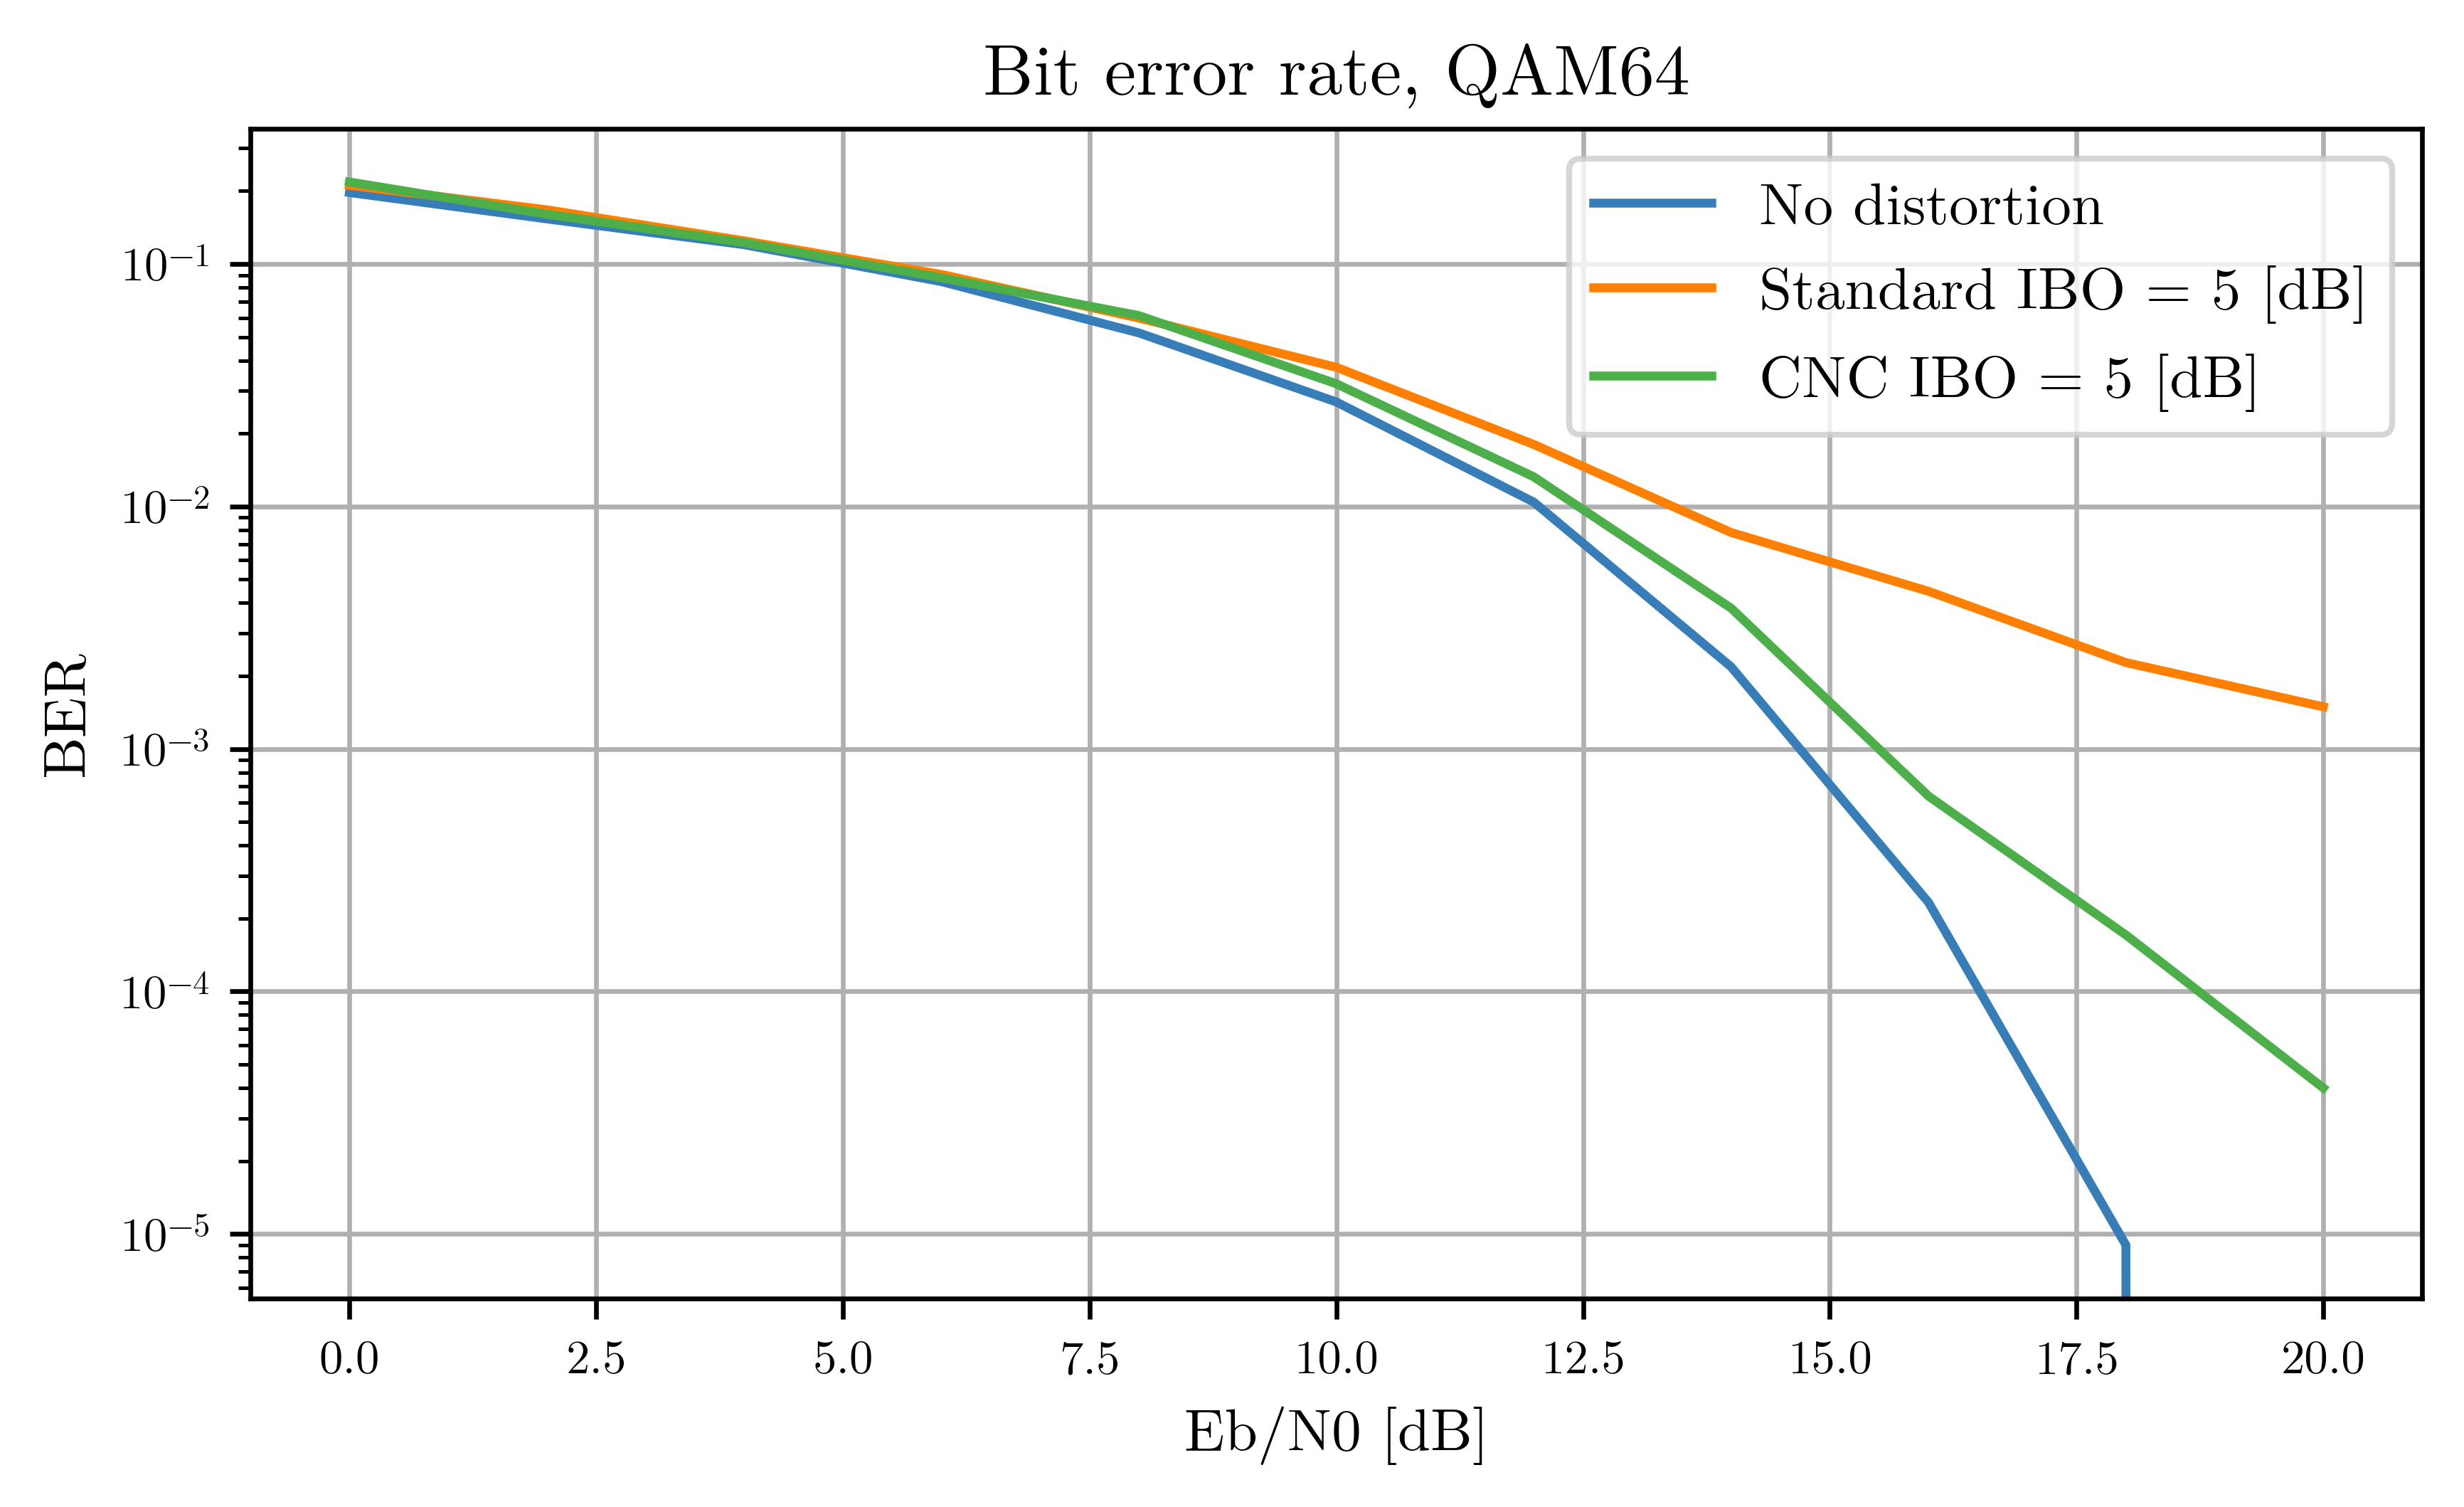 Bit error rate, QAM64
No distortion
Standard IBO = 5 [dB]
CNC IBO = 5 [dB]
BER
10⁻¹
10⁻²
10⁻³
10⁻⁴
10⁻⁵
0.0 2.5 5.0 7.5 10.0 12.5 15.0 17.5 20.0
Eb/N0 [dB]